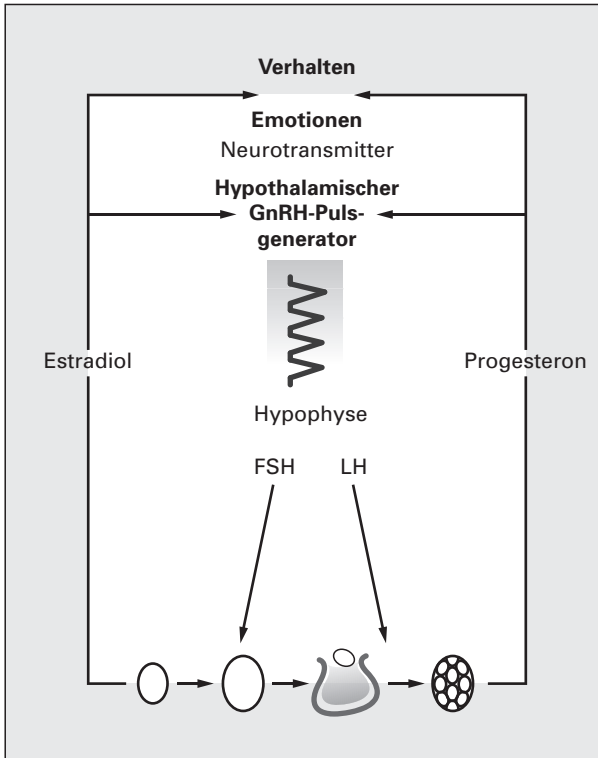 Verhalten
Emotionen
Neurotransmitter
Hypothalamischer
GnRH-Puls-
generator
Estradiol
Progesteron
Hypophyse
FSH
LH